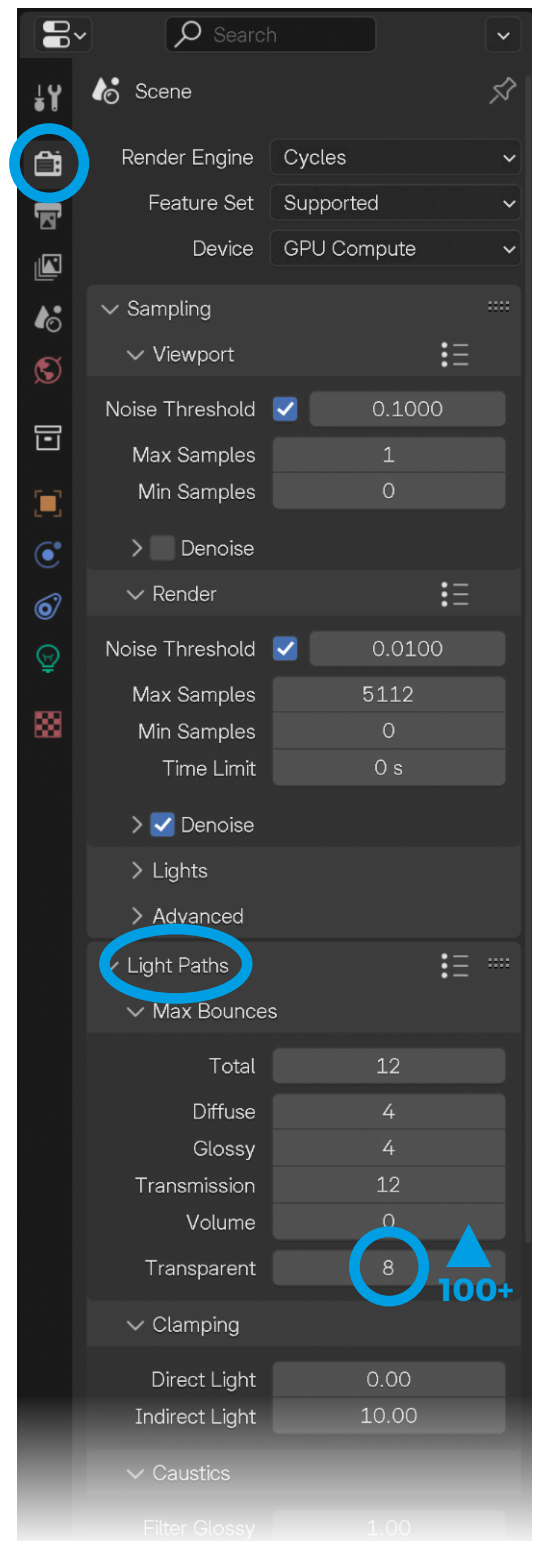 Search
Scene
Render Engine Cycles
Feature Set Supported
Device GPU Compute
Sampling
Viewport
Noise Threshold 0.1000
Max Samples 1
Min Samples 0
Denoise
Render
Noise Threshold 0.0100
Max Samples 5112
Min Samples 0
Time Limit 0 s
Denoise
Lights
Advanced
Light Paths
Max Bounces
Total 12
Diffuse 4
Glossy 4
Transmission 12
Volume 0
Transparent 8 100+
Clamping
Direct Light 0.00
Indirect Light 10.00
Caustics
Filter Glossy 1.00